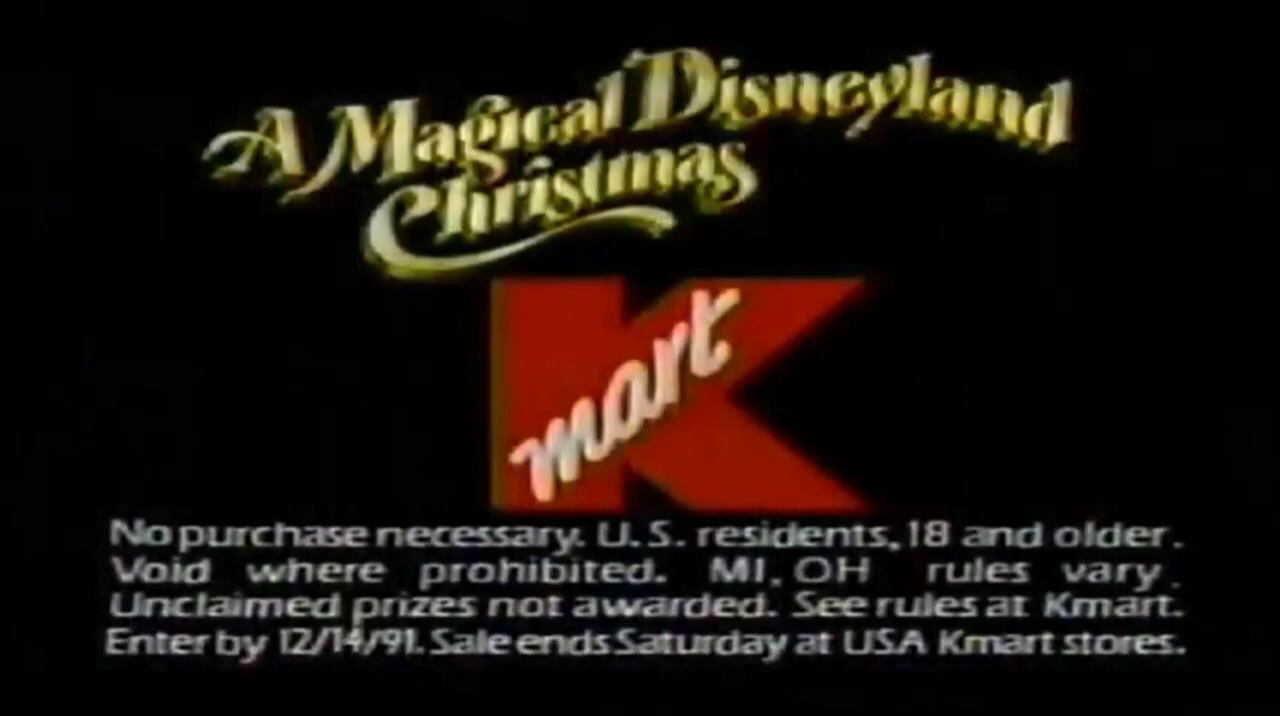 A Magical Disneyland
Christmas
K
mart
No purchase necessary. U.S. residents, 18 and older.
Void where prohibited. MI, OH rules vary.
Unclaimed prizes not awarded. See rules at Kmart.
Enter by 12/14/91. Sale ends Saturday at USA Kmart stores.